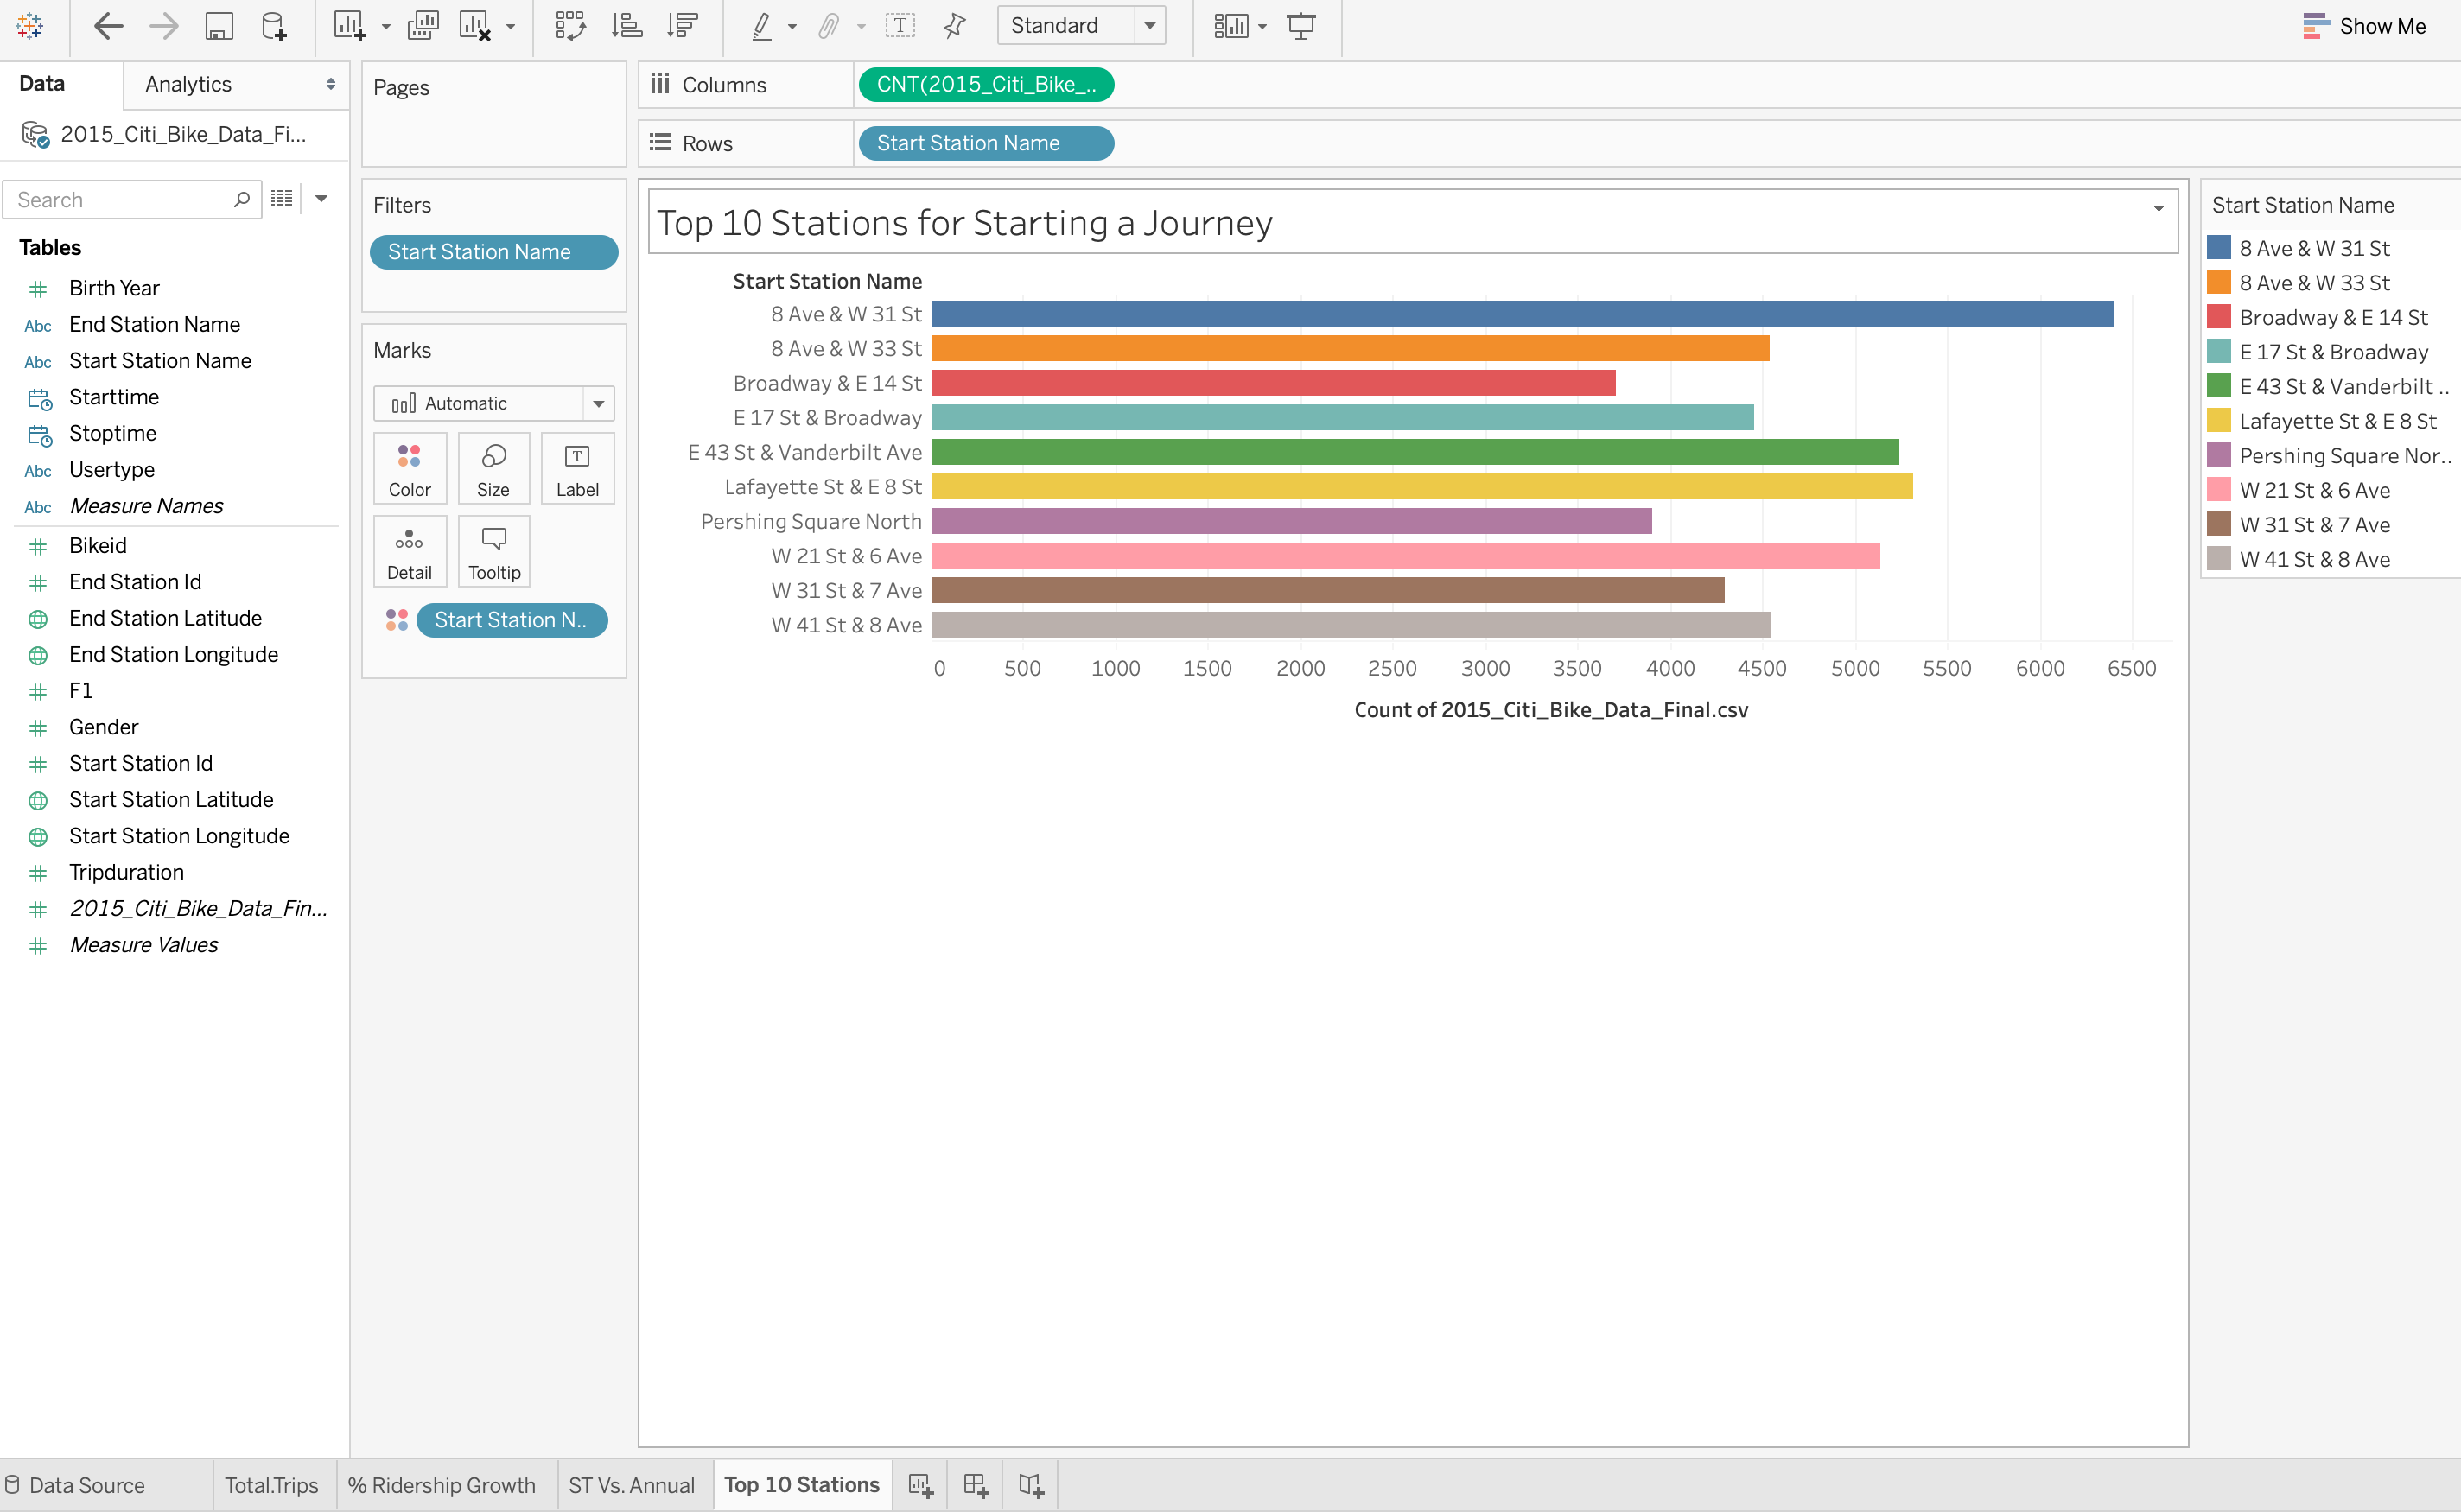 Standard
Show Me
Data
Analytics
2015_Citi_Bike_Data_Fi...
Search
Tables
Birth Year
Abc End Station Name
Abc Start Station Name
Starttime
Stoptime
Abc Usertype
Abc Measure Names
Bikeid
End Station Id
End Station Latitude
End Station Longitude
F1
Gender
Start Station Id
Start Station Latitude
Start Station Longitude
Tripduration
2015_Citi_Bike_Data_Fin...
Measure Values
Pages
Filters
Start Station Name
Marks
Automatic
Color Size Label
Detail Tooltip
Start Station N..
Columns CNT(2015_Citi_Bike_..
Rows Start Station Name
Top 10 Stations for Starting a Journey
Start Station Name
8 Ave & W 31 St
8 Ave & W 33 St
Broadway & E 14 St
E 17 St & Broadway
E 43 St & Vanderbilt Ave
Lafayette St & E 8 St
Pershing Square North
W 21 St & 6 Ave
W 31 St & 7 Ave
W 41 St & 8 Ave
0 500 1000 1500 2000 2500 3000 3500 4000 4500 5000 5500 6000 6500
Count of 2015_Citi_Bike_Data_Final.csv
Start Station Name
8 Ave & W 31 St
8 Ave & W 33 St
Broadway & E 14 St
E 17 St & Broadway
E 43 St & Vanderbilt ..
Lafayette St & E 8 St
Pershing Square Nor..
W 21 St & 6 Ave
W 31 St & 7 Ave
W 41 St & 8 Ave
Data Source
Total.Trips
% Ridership Growth
ST Vs. Annual
Top 10 Stations